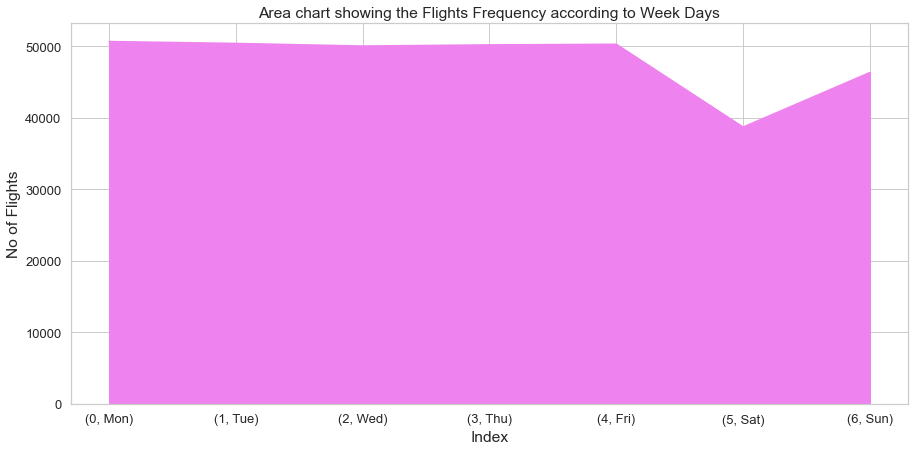 Area chart showing the Flights Frequency according to Week Days
No of Flights
50000
40000
30000
20000
10000
0
(0, Mon) (1, Tue) (2, Wed) (3, Thu) (4, Fri) (5, Sat) (6, Sun)
Index